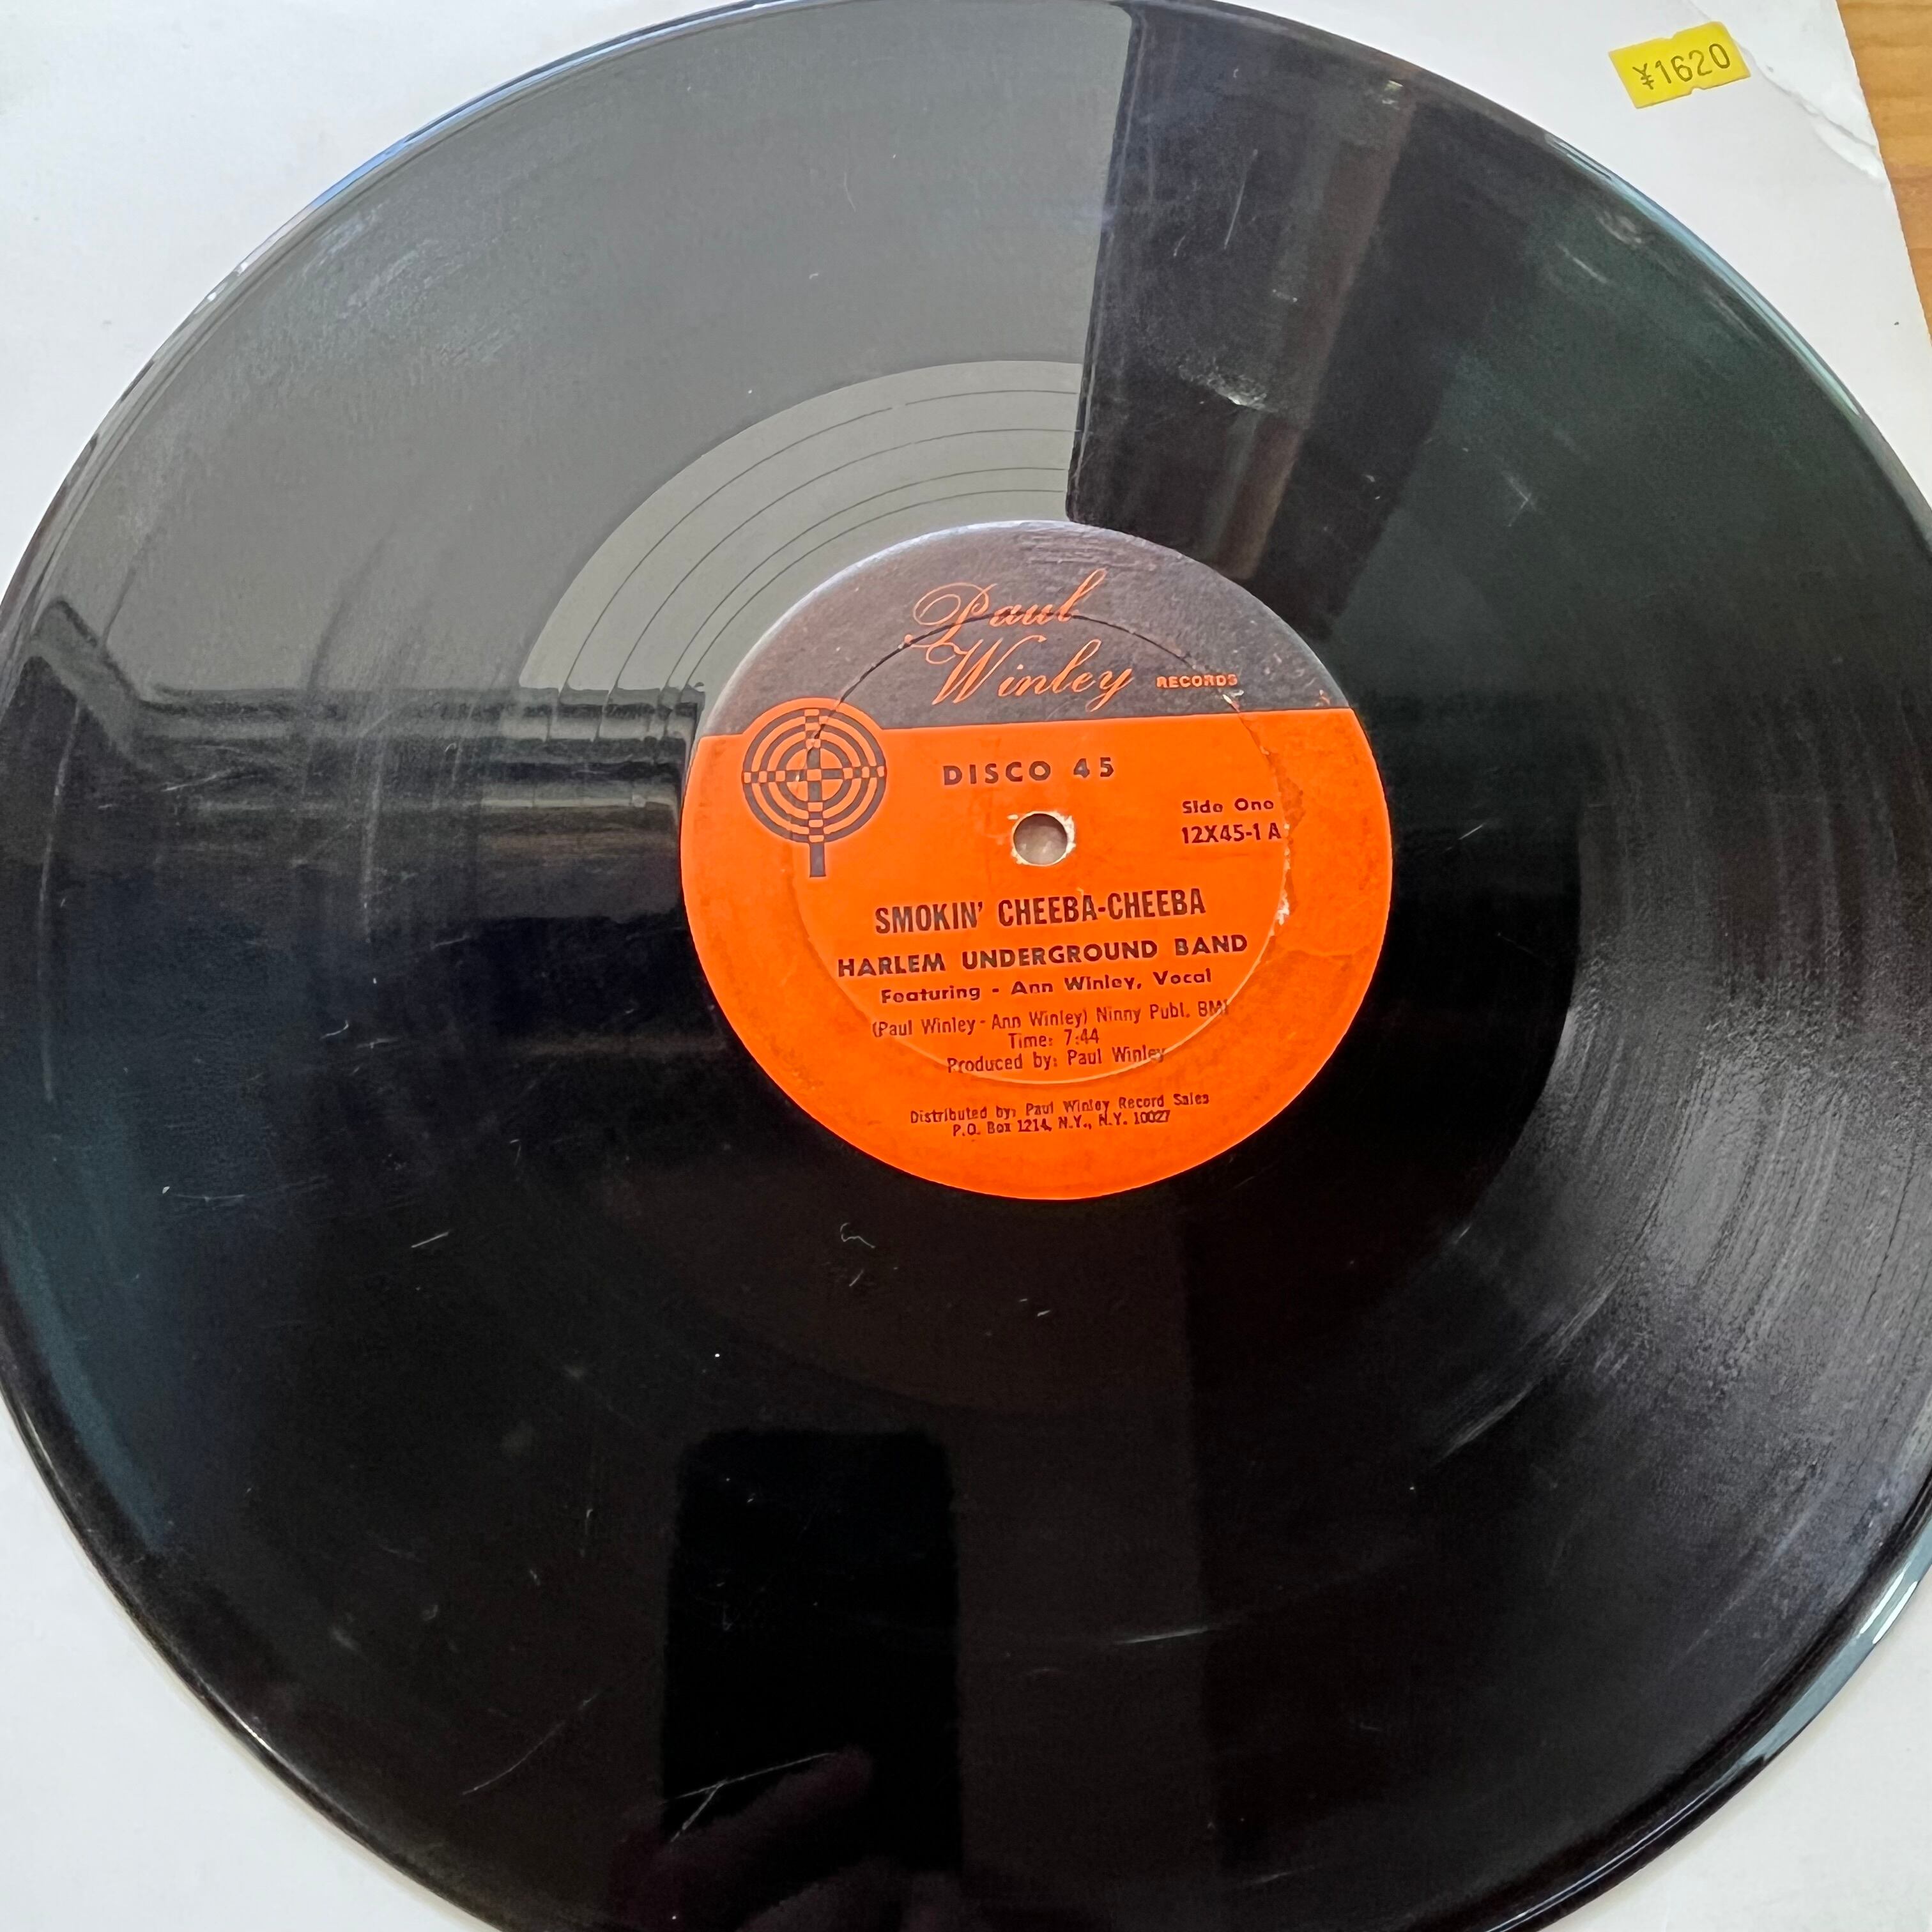 ¥1620
Paul
Winley RECORDS
DISCO 45
Side One
12X45-1 A
SMOKIN' CHEEBA-CHEEBA
HARLEM UNDERGROUND BAND
Featuring - Ann Winley, Vocal
(Paul Winley - Ann Winley) Ninny Publ. BMI
Time: 7:44
Produced by: Paul Winley
Distributed by: Paul Winley Record Sales
P.O. Box 1214, N.Y., N.Y. 10027